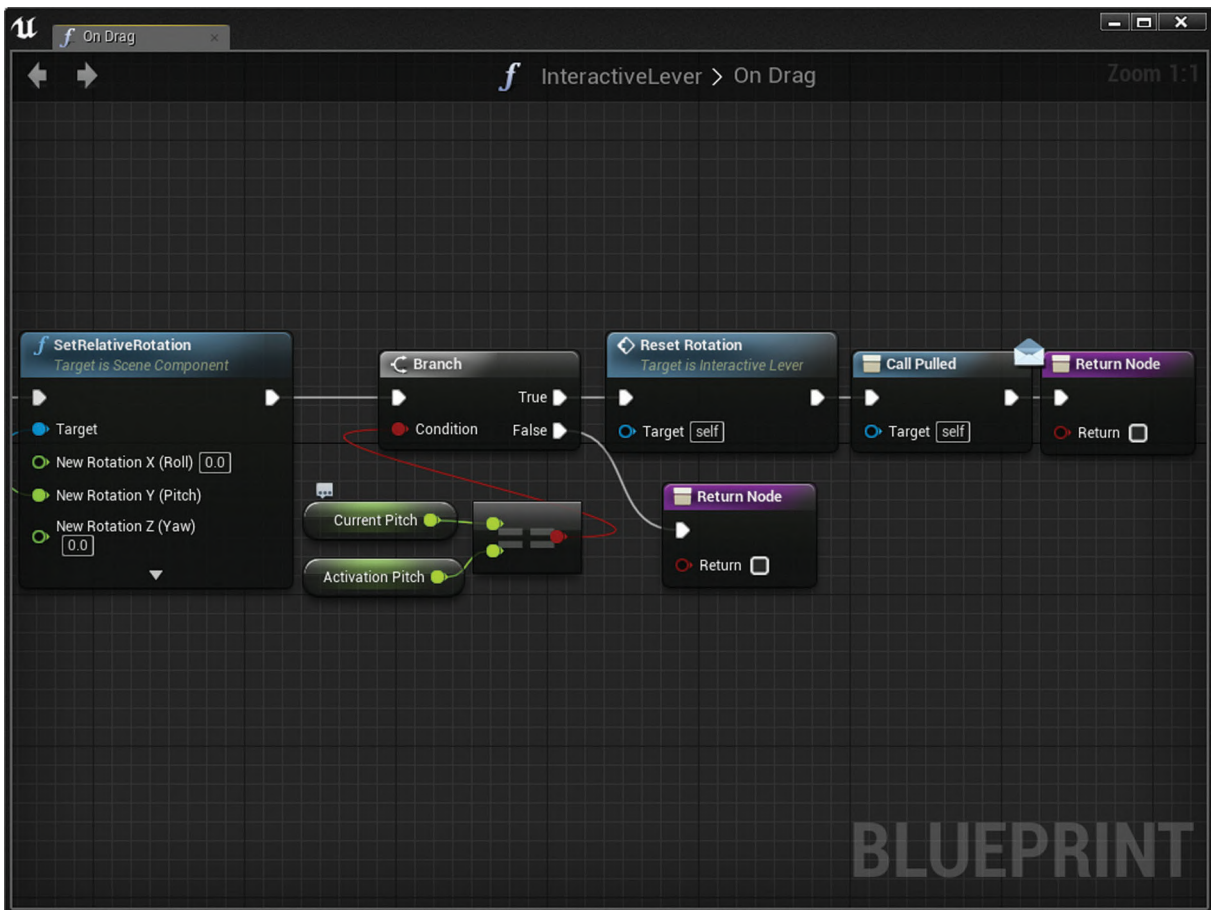 On Drag
InteractiveLever > On Drag
Zoom 1:1
SetRelativeRotation
Target is Scene Component
Target
New Rotation X (Roll) 0.0
New Rotation Y (Pitch)
New Rotation Z (Yaw)
0.0
Branch
True
Condition
False
Current Pitch
Activation Pitch
==
Reset Rotation
Target is Interactive Lever
Target self
Call Pulled
Target self
Return Node
Return
Return Node
Return
BLUEPRINT